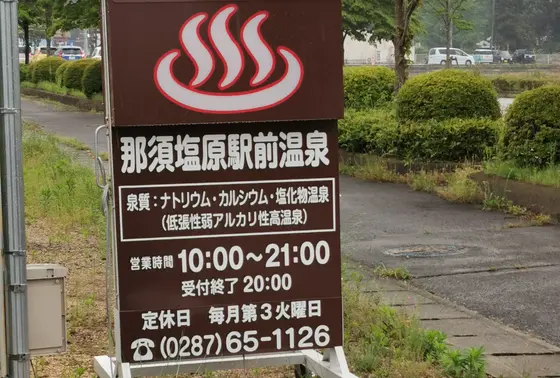 那須塩原駅前温泉
泉質：ナトリウム・カルシウム・塩化物温泉
（低張性弱アルカリ性高温泉）
営業時間 10:00～21:00
受付終了 20:00
定休日 毎月第3火曜日
☎ (0287) 65-1126